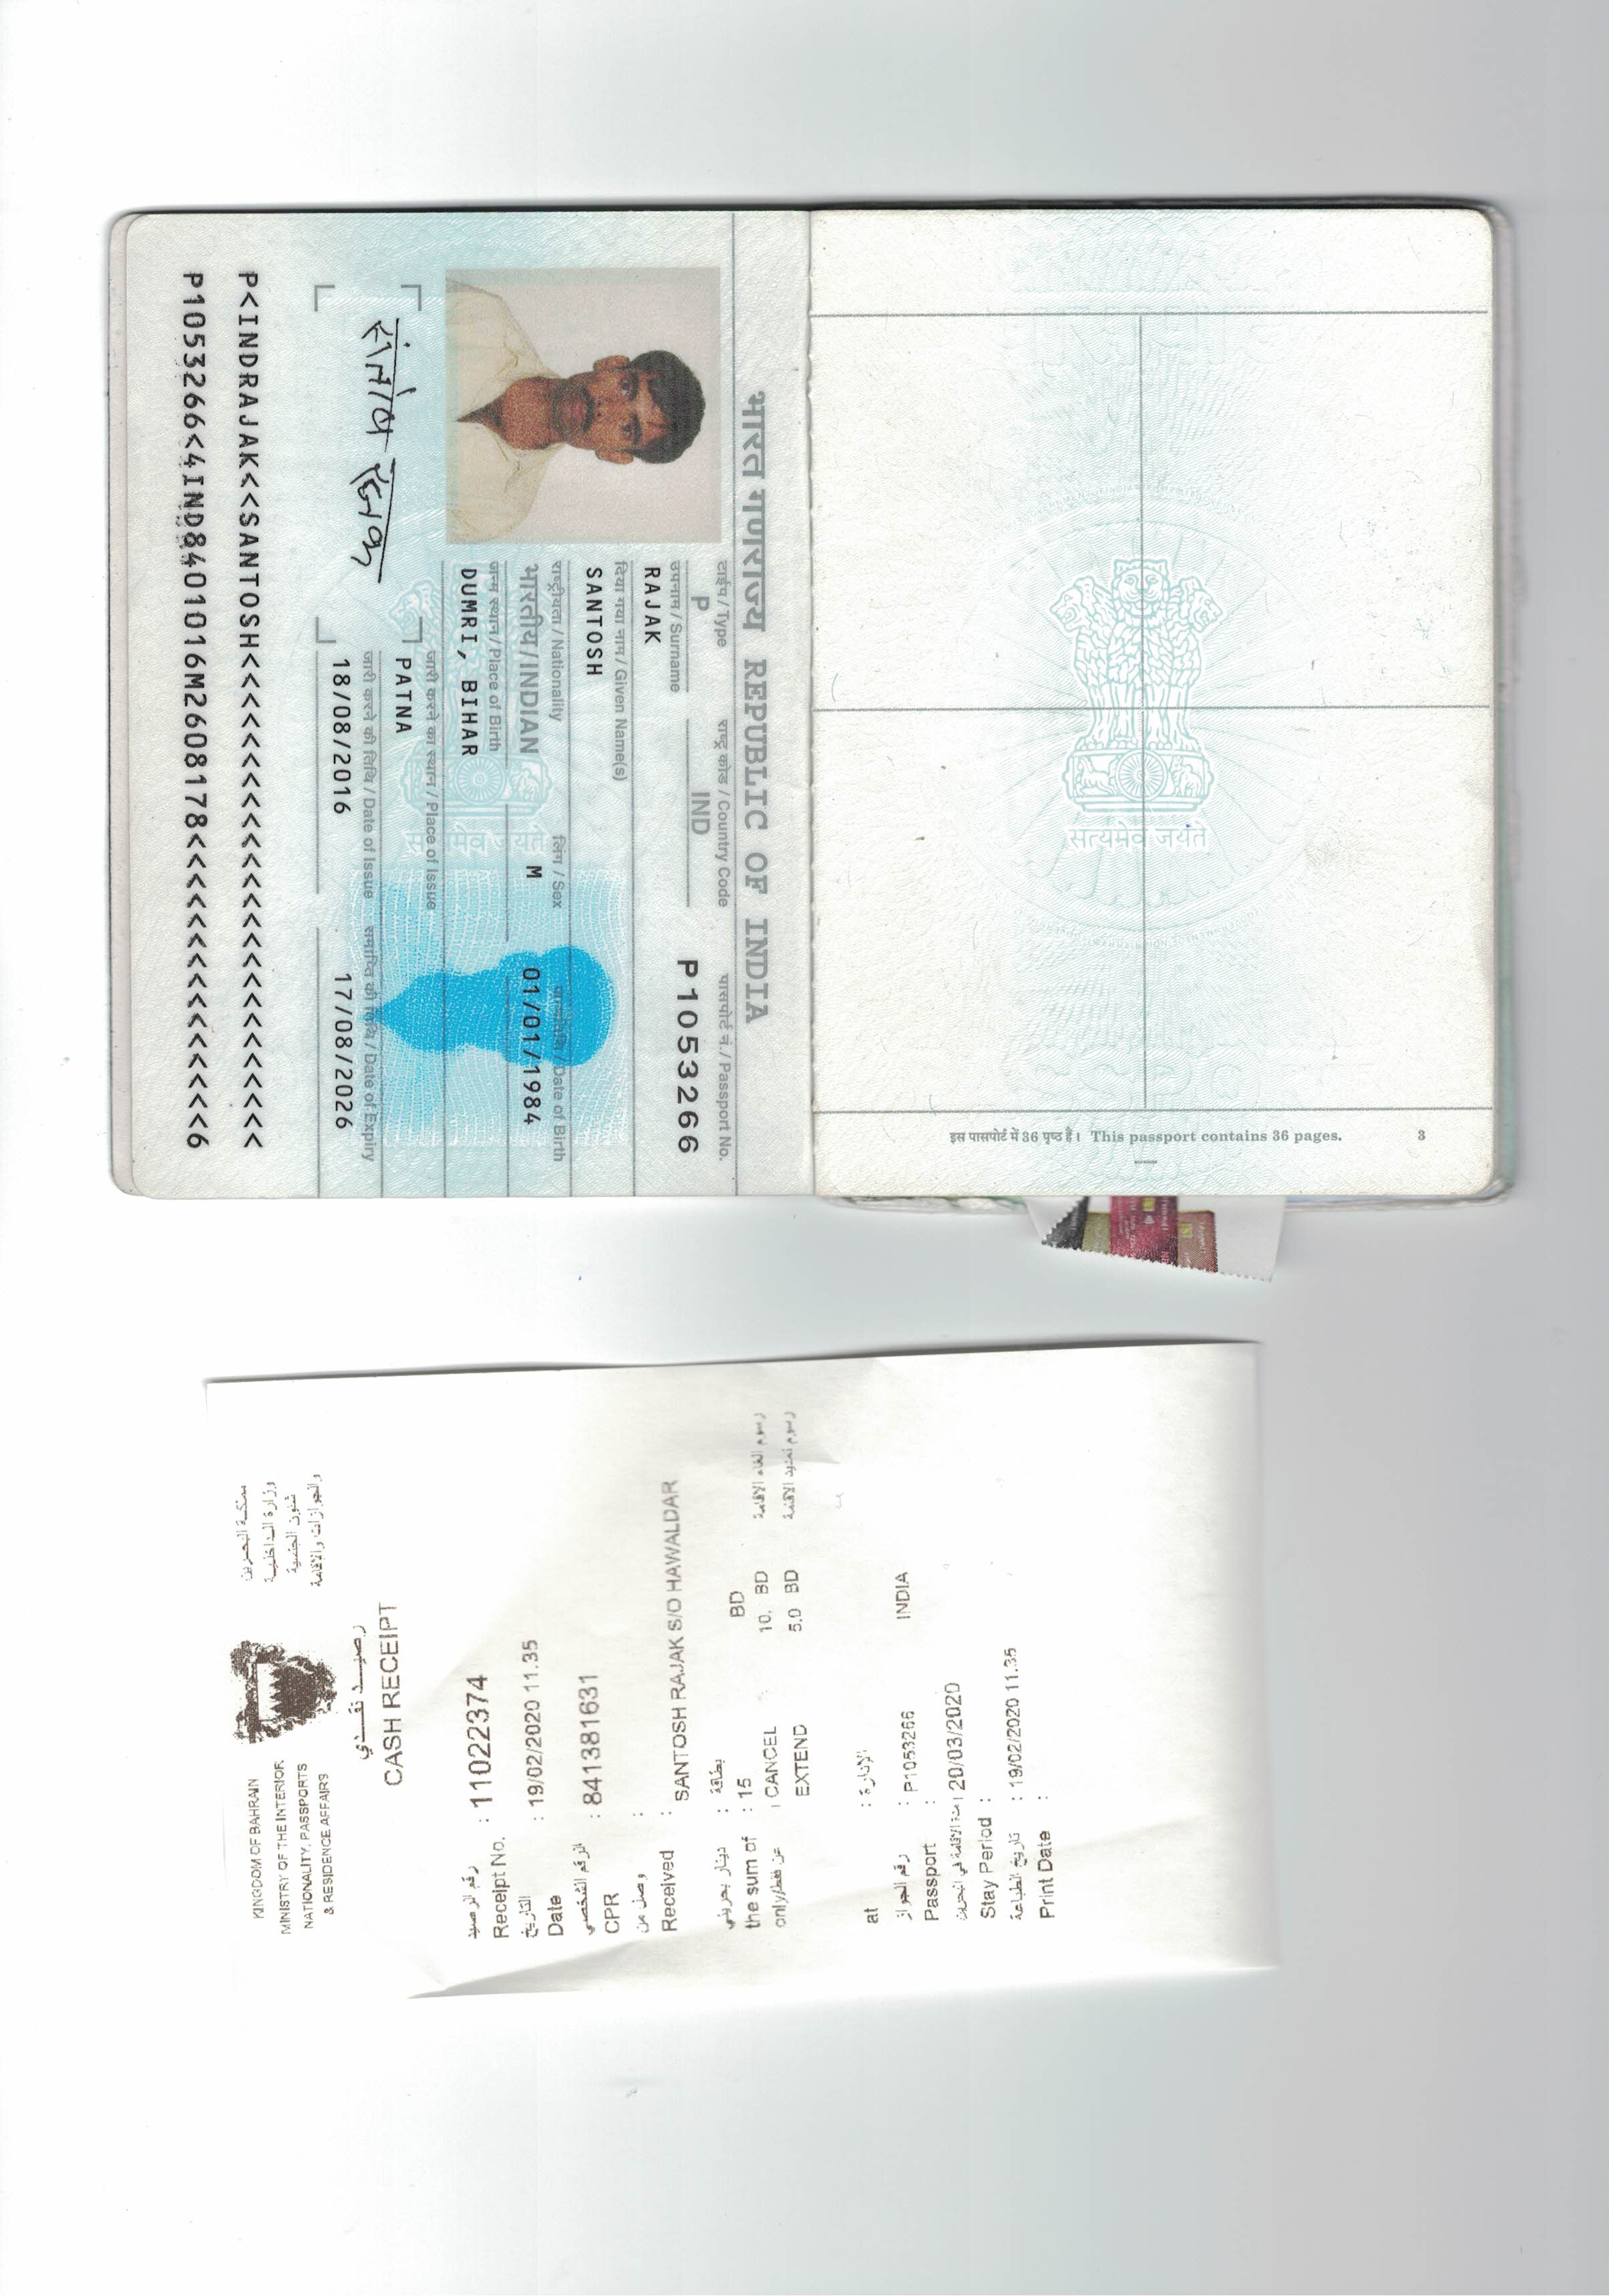 भारत गणराज्य REPUBLIC OF INDIA
टाईप / Type
राष्ट्र कोड / Country Code
पासपोर्ट नं. / Passport No.
P
IND
P1053266
उपनाम / Surname
RAJAK
दिया गया नाम / Given Name(s)
SANTOSH
राष्ट्रीयता / Nationality
लिंग / Sex
Date of Birth
भारतीय / INDIAN
M
01/01/1984
जन्म स्थान / Place of Birth
DUMRI, BIHAR
जारी करने का स्थान / Place of Issue
PATNA
जारी करने की तिथि / Date of Issue
समाप्ति की तिथि / Date of Expiry
18/08/2016
17/08/2026
संतोष रजक
सत्यमेव जयते
P<INDRAJAK<<SANTOSH<<<<<<<<<<<<<<<<<<<<<<<<<
P1053266<4IND8401016M2608178<<<<<<<<<<<<<<<6
सत्यमेव जयते
इस पासपोर्ट में 36 पृष्ठ हैं। This passport contains 36 pages.
3
KINGDOM OF BAHRAIN
MINISTRY OF THE INTERIOR
NATIONALITY, PASSPORTS
& RESIDENCE AFFAIRS
مملكة البحرين
وزارة الداخلية
شئون الجنسية
والجوازات والإقامة
رصيد نقدي
CASH RECEIPT
رقم الرصيد
Receipt No. : 11022374
التاريخ
Date : 19/02/2020 11.35
الرقم الشخصي
CPR : 841381631
وصل من :
Received :
SANTOSH RAJAK S/O HAWALDAR
دينار بحريني : بطاقة
the sum of : 15 BD
only/عن فقط CANCEL 10. BD رسوم الغاء الاقامة
EXTEND 5.0 BD رسوم تمديد الاقامة
at : الإدارة
رقم الجواز : P1053266 INDIA
Passport :
مدة الاقامة في البحرين 20/03/2020
Stay Period :
تاريخ الطباعة : 19/02/2020 11.35
Print Date :